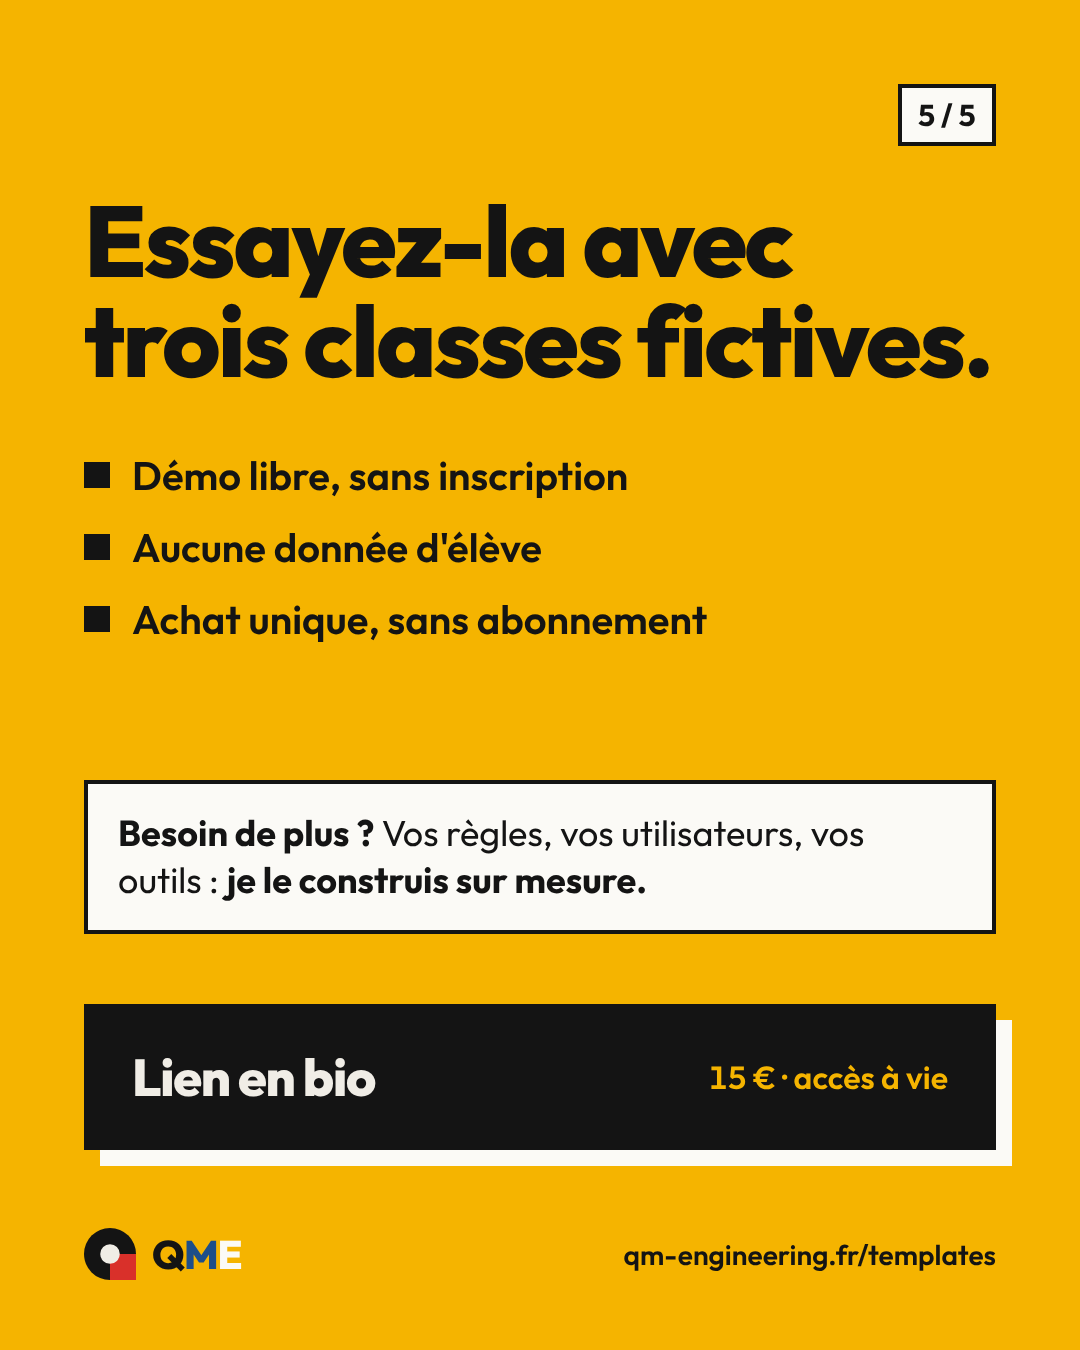 5 / 5
Essayez-la avec
trois classes fictives.
Démo libre, sans inscription
Aucune donnée d'élève
Achat unique, sans abonnement
Besoin de plus ? Vos règles, vos utilisateurs, vos
outils : je le construis sur mesure.
Lien en bio
15 € · accès à vie
QME
qm-engineering.fr/templates